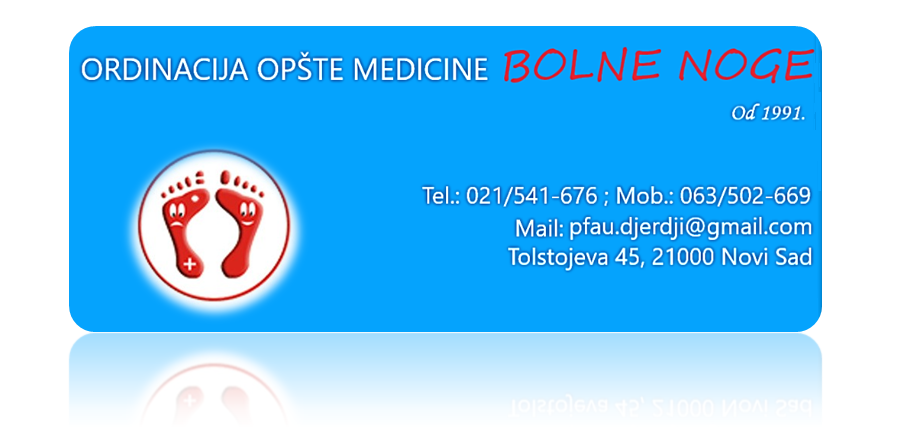 ORDINACIJA OPŠTE MEDICINE BOLNE NOGE
Od 1991.
Tel.: 021/541-676 ; Mob.: 063/502-669
Mail: pfau.djerdji@gmail.com
Tolstojeva 45, 21000 Novi Sad